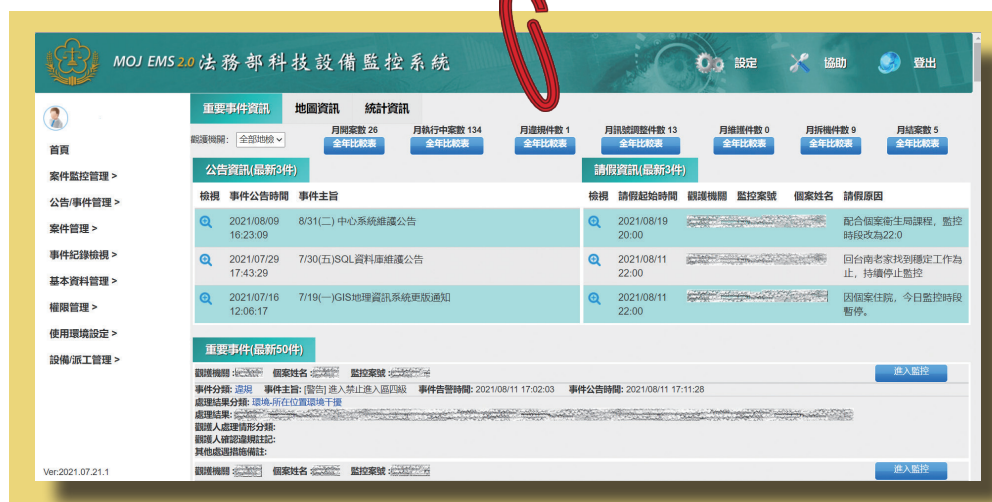 MOJ EMS 2.0 法務部科技設備監控系統
設定 協助 登出
首頁
案件監控管理 >
公告/事件管理 >
案件管理 >
事件紀錄檢視 >
基本資料管理 >
權限管理 >
使用環境設定 >
設備/派工管理 >
Ver:2021.07.21.1
重要事件資訊 地圖資訊 統計資訊
觀護機關: 全部地檢
月開案數 26 月執行中案數 134 月違規件數 1 月訊號調整件數 13 月維護件數 0 月拆機件數 9 月結案數 5
全年比較表 全年比較表 全年比較表 全年比較表 全年比較表 全年比較表 全年比較表
公告資訊(最新3件)
檢視 事件公告時間 事件主旨
2021/08/09 8/31(二) 中心系統維護公告
16:23:09
2021/07/29 7/30(五)SQL資料庫維護公告
17:43:29
2021/07/16 7/19(一)GIS地理資訊系統更版通知
12:06:17
請假資訊(最新3件)
檢視 請假起始時間 觀護機關 監控案號 個案姓名 請假原因
2021/08/19 配合個案衛生局課程，監控
20:00 時段改為22:0
2021/08/11 回台南老家找到穩定工作為
22:00 止，持續停止監控
2021/08/11 因個案住院，今日監控時段
22:00 暫停。
重要事件(最新50件)
觀護機關: 個案姓名: 監控案號: 進入監控
事件分類: 違規 事件主旨: [警告] 進入禁止進入區四級 事件告警時間: 2021/08/11 17:02:03 事件公告時間: 2021/08/11 17:11:28
處理結果分類: 環境-所在位置環境干擾
處理結果:
觀護人處理情形分類:
觀護人確認違規註記:
其他處遇措施備註:
觀護機關: 個案姓名: 監控案號: 進入監控